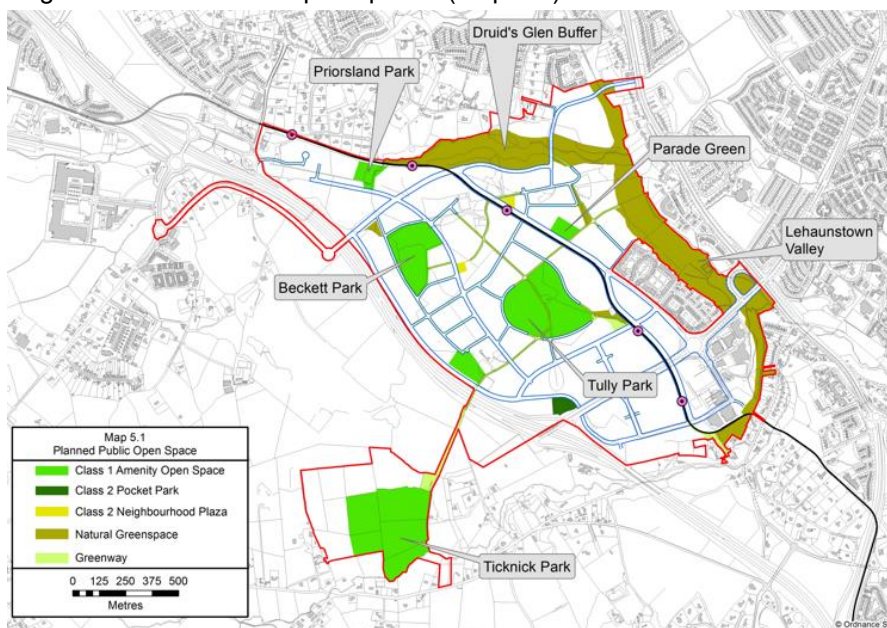 Druid's Glen Buffer
Priorsland Park
Parade Green
Lehaunstown
Valley
Beckett Park
Tully Park
Ticknick Park
Map 5.1
Planned Public Open Space
Class 1 Amenity Open Space
Class 2 Pocket Park
Class 2 Neighbourhood Plaza
Natural Greenspace
Greenway
0 125 250 375 500
Metres
© Ordnance S